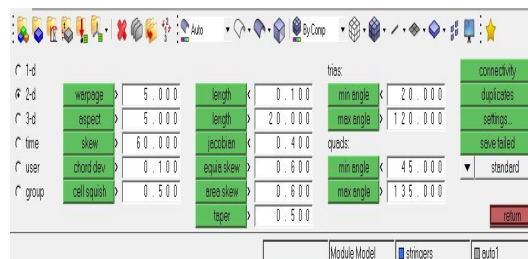 Auto By Comp
1-d trias: connectivity
2-d warpage > 5.000 length < 0.100 min angle < 20.000 duplicates
3-d aspect > 5.000 length > 20.000 max angle > 120.000 settings...
time skew > 60.000 jacobian < 0.400 quads: save failed
user chord dev > 0.100 equia skew > 0.600 min angle < 45.000 standard
group cell squish > 0.500 area skew > 0.600 max angle > 135.000
taper > 0.500 return
Module Model stringers auto1